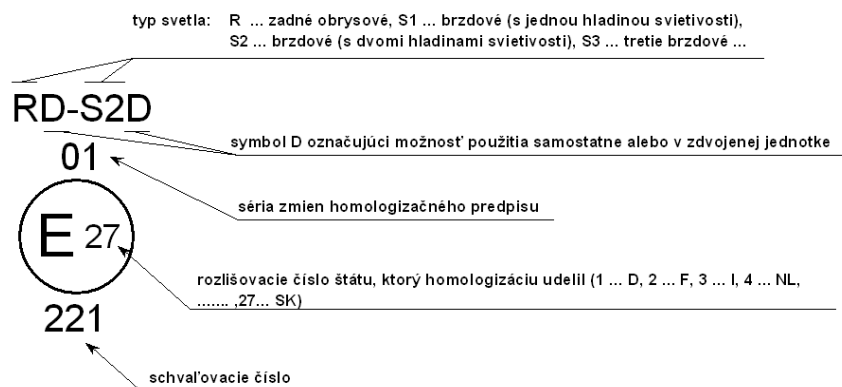 typ svetla: R ... zadné obrysové, S1 ... brzdové (s jednou hladinou svietivosti),
S2 ... brzdové (s dvomi hladinami svietivosti), S3 ... tretie brzdové ...
RD-S2D
symbol D označujúci možnosť použitia samostatne alebo v zdvojenej jednotke
01
séria zmien homologizačného predpisu
E 27
rozlišovacie číslo štátu, ktorý homologizáciu udelil (1 ... D, 2 ... F, 3 ... I, 4 ... NL,
....... ,27... SK)
221
schvaľovacie číslo